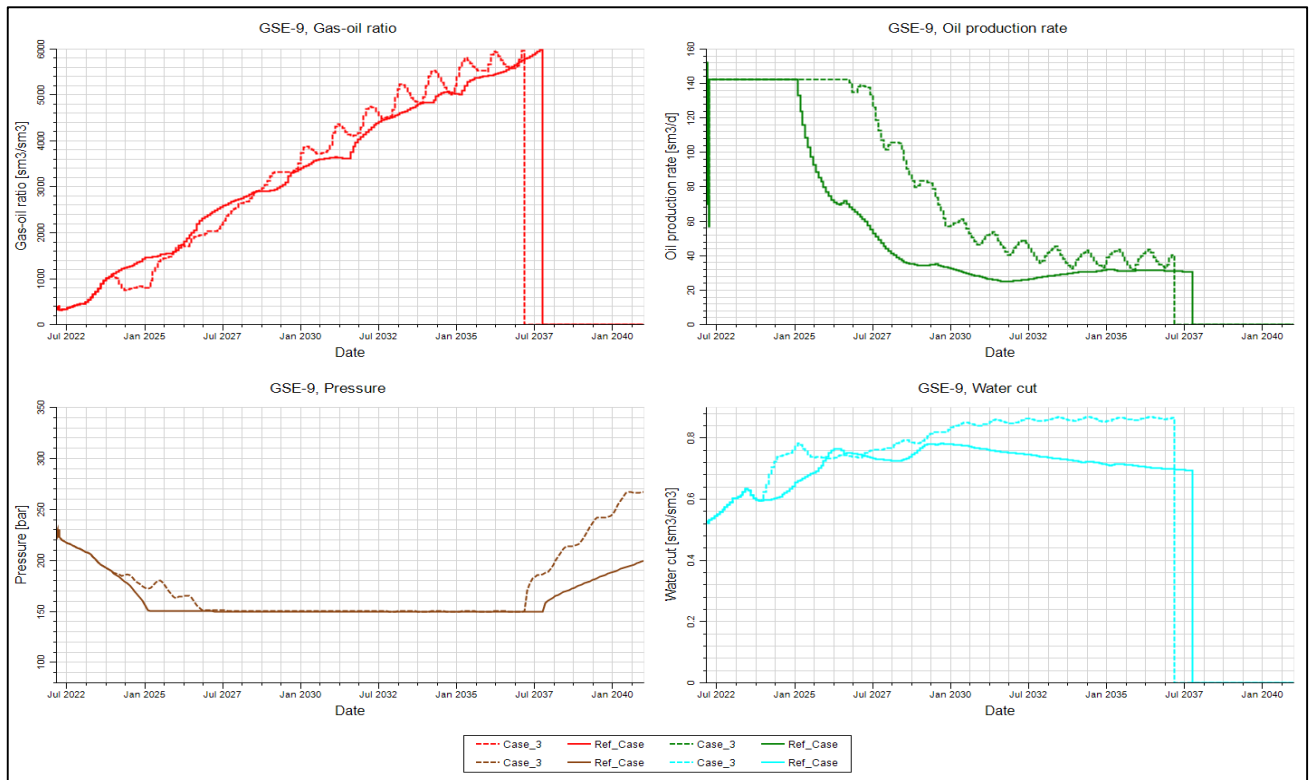 GSE-9, Gas-oil ratio
Gas-oil ratio [sm3/sm3]
6000
5000
4000
3000
2000
1000
0
Jul 2022 Jan 2025 Jul 2027 Jan 2030 Jul 2032 Jan 2035 Jul 2037 Jan 2040
Date
GSE-9, Oil production rate
Oil production rate [sm3/d]
160
140
120
100
80
60
40
20
0
Jul 2022 Jan 2025 Jul 2027 Jan 2030 Jul 2032 Jan 2035 Jul 2037 Jan 2040
Date
GSE-9, Pressure
Pressure [bar]
350
300
250
200
150
100
Jul 2022 Jan 2025 Jul 2027 Jan 2030 Jul 2032 Jan 2035 Jul 2037 Jan 2040
Date
GSE-9, Water cut
Water cut [sm3/sm3]
0.8
0.6
0.4
0.2
0
Jul 2022 Jan 2025 Jul 2027 Jan 2030 Jul 2032 Jan 2035 Jul 2037 Jan 2040
Date
Case_3 Ref_Case Case_3 Ref_Case
Case_3 Ref_Case Case_3 Ref_Case